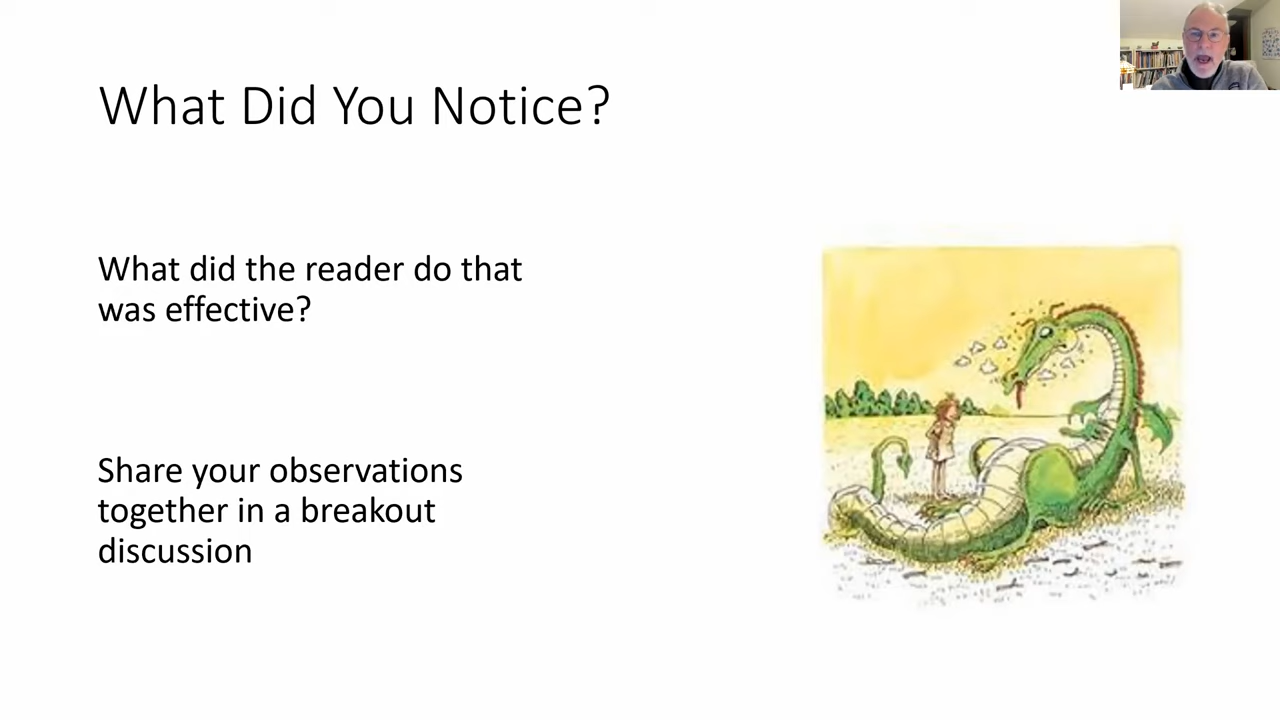 What Did You Notice?
What did the reader do that
was effective?
Share your observations
together in a breakout
discussion